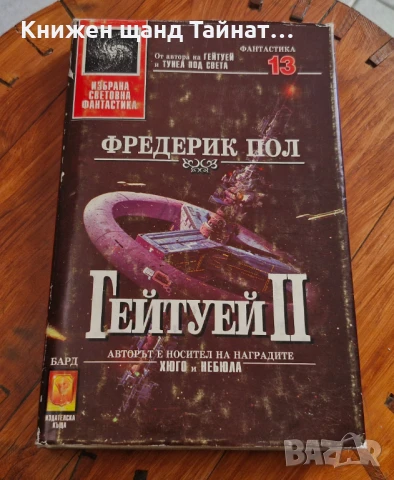 Книжен щанд Тайнат...
ИЗБРАНА
СВЕТОВНА
ФАНТАСТИКА
От автора на ГЕЙТУЕЙ
и ТУНЕЛ ПОД СВЕТА
ФАНТАСТИКА
13
ФРЕДЕРИК ПОЛ
ГЕЙТУЕЙ II
АВТОРЪТ Е НОСИТЕЛ НА НАГРАДИТЕ
ХЮГО и НЕБЮЛА
БАРД
ИЗДАТЕЛСКА
КЪЩА
BAZAR